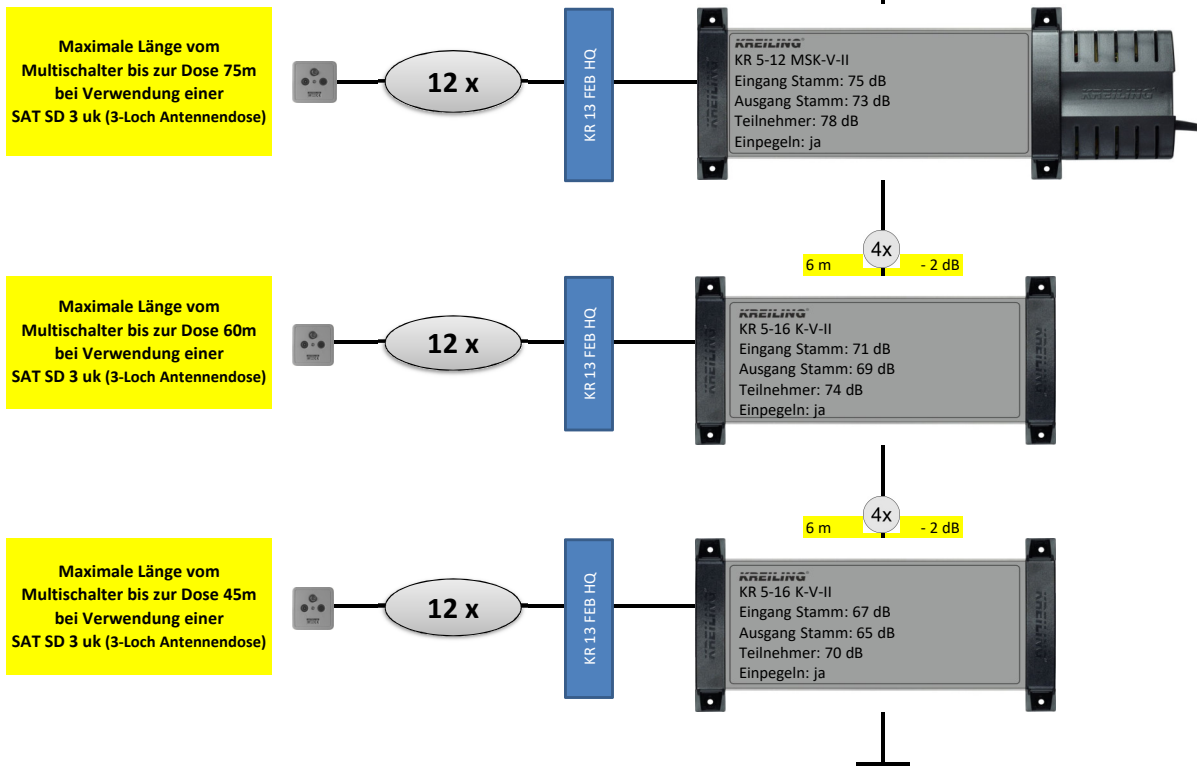 Maximale Länge vom
Multischalter bis zur Dose 75m
bei Verwendung einer
SAT SD 3 uk (3-Loch Antennendose)
12 x
KR 13 FEB HQ
KREILING
KREILING
KR 5-12 MSK-V-II
Eingang Stamm: 75 dB
Ausgang Stamm: 73 dB
Teilnehmer: 78 dB
Einpegeln: ja
KREILING
4x
6 m - 2 dB
Maximale Länge vom
Multischalter bis zur Dose 60m
bei Verwendung einer
SAT SD 3 uk (3-Loch Antennendose)
12 x
KR 13 FEB HQ
KREILING
KREILING
KR 5-16 K-V-II
Eingang Stamm: 71 dB
Ausgang Stamm: 69 dB
Teilnehmer: 74 dB
Einpegeln: ja
KREILING
4x
6 m - 2 dB
Maximale Länge vom
Multischalter bis zur Dose 45m
bei Verwendung einer
SAT SD 3 uk (3-Loch Antennendose)
12 x
KR 13 FEB HQ
KREILING
KREILING
KR 5-16 K-V-II
Eingang Stamm: 67 dB
Ausgang Stamm: 65 dB
Teilnehmer: 70 dB
Einpegeln: ja
KREILING